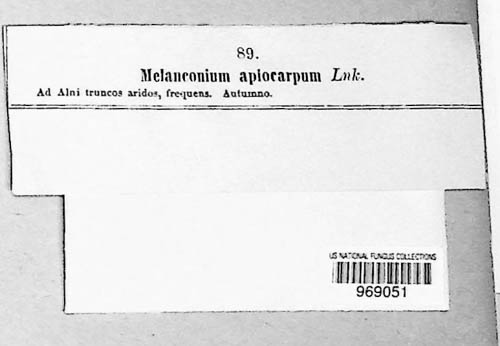 89.
Melanconium apiocarpum Lnk.
Ad Alni truncos aridos, frequens. Autumno.
US NATIONAL FUNGUS COLLECTIONS
969051